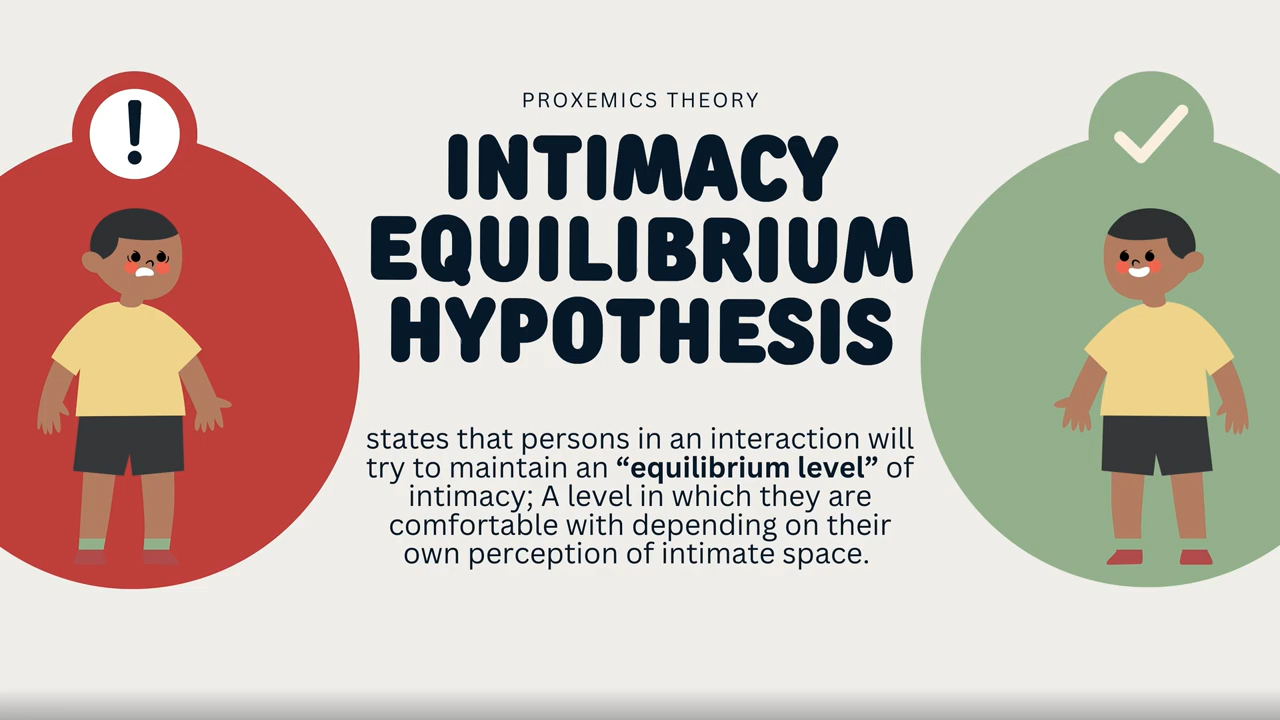 PROXEMICS THEORY
INTIMACY
EQUILIBRIUM
HYPOTHESIS
states that persons in an interaction will
try to maintain an “equilibrium level” of
intimacy; A level in which they are
comfortable with depending on their
own perception of intimate space.